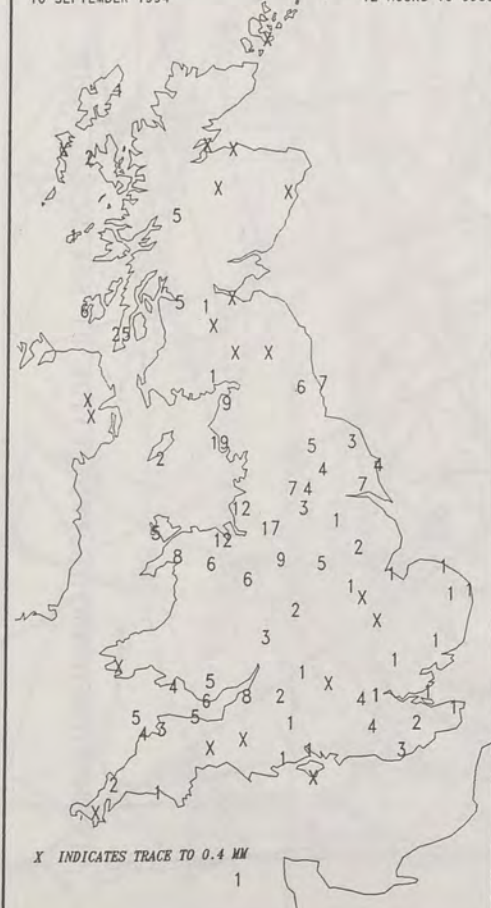 SEPTEMBER 1994 12 HOURS TO
X
4
X 2
X X
X X
5
6 25 5 1 X
X
X X
1 6 7
X 9
X
19 5 3
2 4 4
7 4 7
12 3
5 12 17 1
8 6 9 5 2
6 1 1 1
X 1 1
2 X
3 1
X 1
4 5 1 X
6 8 2 4 1 1
5 5 1
4 3 1 4 2
X X 1 1 3
2 1 X
X
X INDICATES TRACE TO 0.4 MM
1